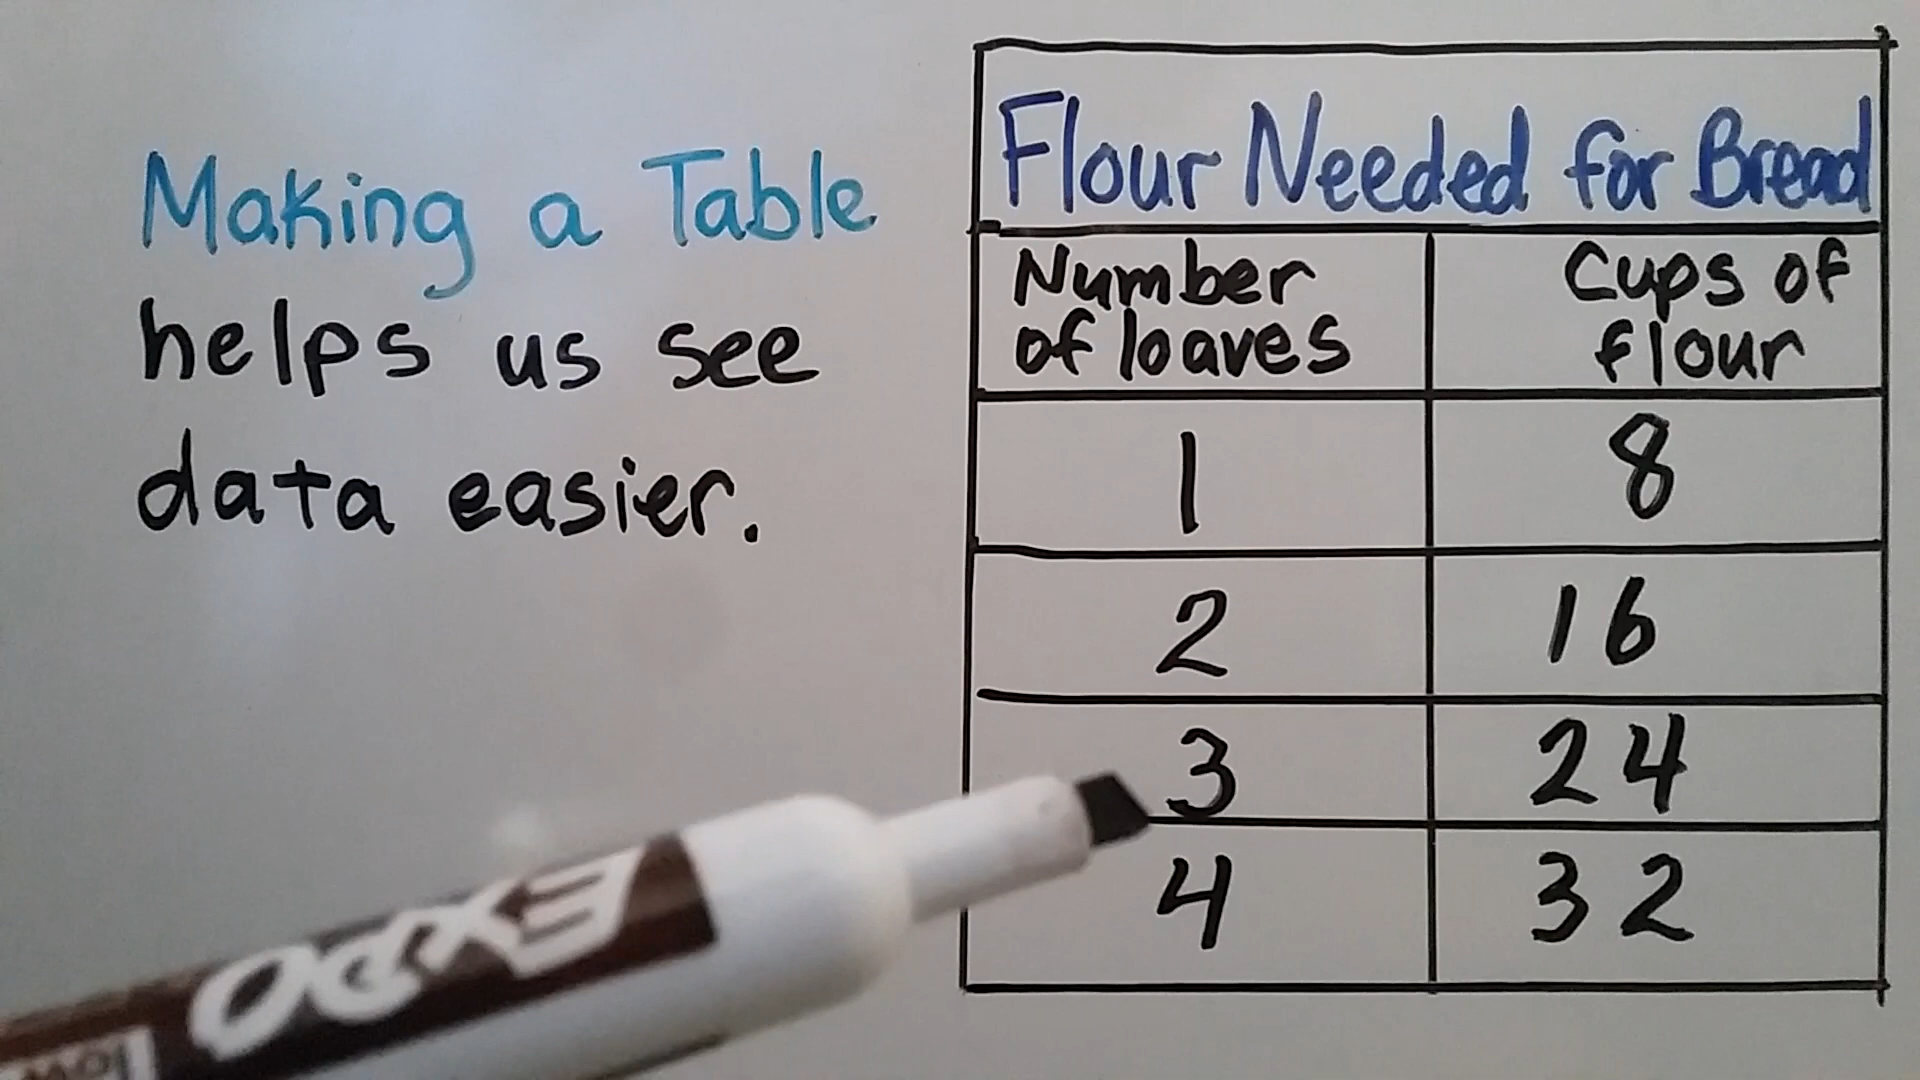 Making a Table
helps us see
data easier.
Flour Needed for Bread
Number
of loaves
Cups of
flour
1 8
2 16
3 24
4 32
EXPO
low